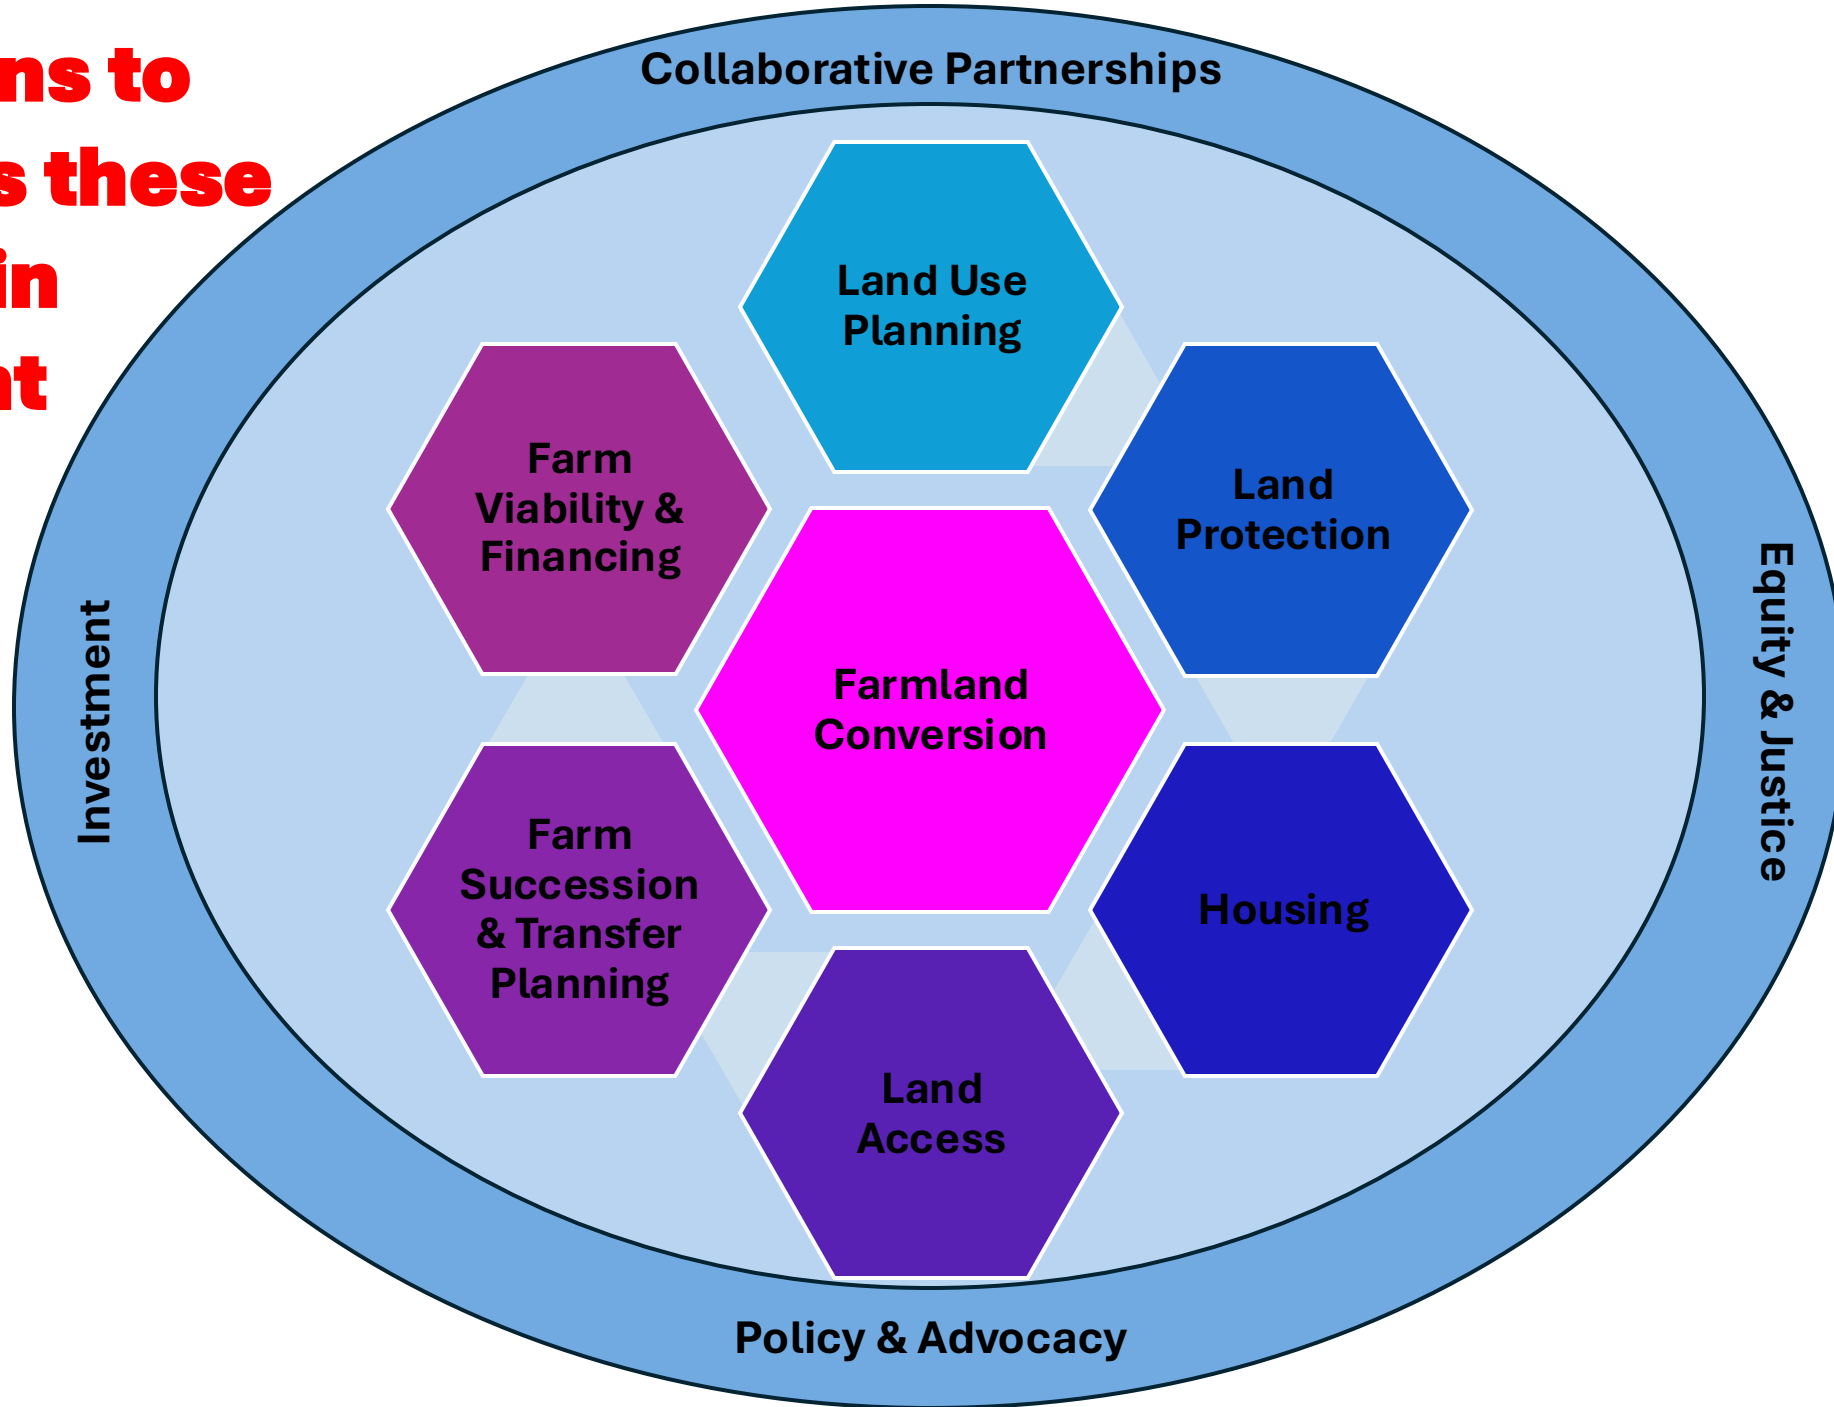 ns to
s these
in
nt
Collaborative Partnerships
Land Use
Planning
Farm
Viability &
Financing
Land
Protection
Farmland
Conversion
Investment
Equity & Justice
Farm
Succession
& Transfer
Planning
Housing
Land
Access
Policy & Advocacy